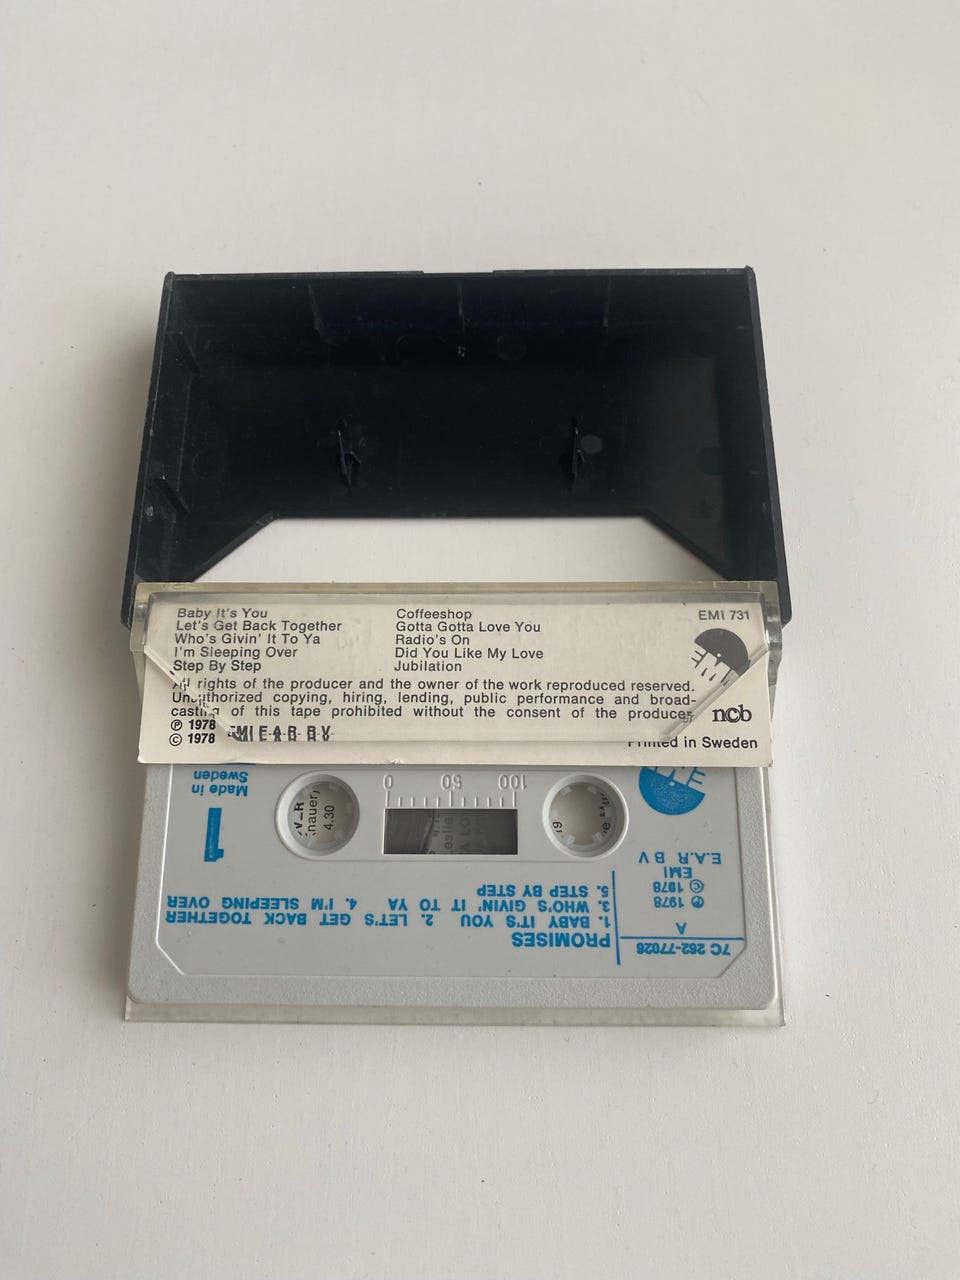 Baby It's You
Let's Get Back Together
Who's Givin' It To Ya
I'm Sleeping Over
Step By Step
Coffeeshop
Gotta Gotta Love You
Radio's On
Did You Like My Love
Jubilation
EMI 731
All rights of the producer and the owner of the work reproduced reserved.
Unauthorized copying, hiring, lending, public performance and broad-
casting of this tape prohibited without the consent of the producer
ncb
℗ 1978
© 1978 EMI E.A.R. B.V.
Printed in Sweden
7C 262-77026
A
℗ 1978
© 1978
EMI
E.A.R. B V
PROMISES
1. BABY IT'S YOU 2. LET'S GET BACK TOGETHER
3. WHO'S GIVIN' IT TO YA 4. I'M SLEEPING OVER
5. STEP BY STEP
1
Made in
Sweden
0 50 100
4.30